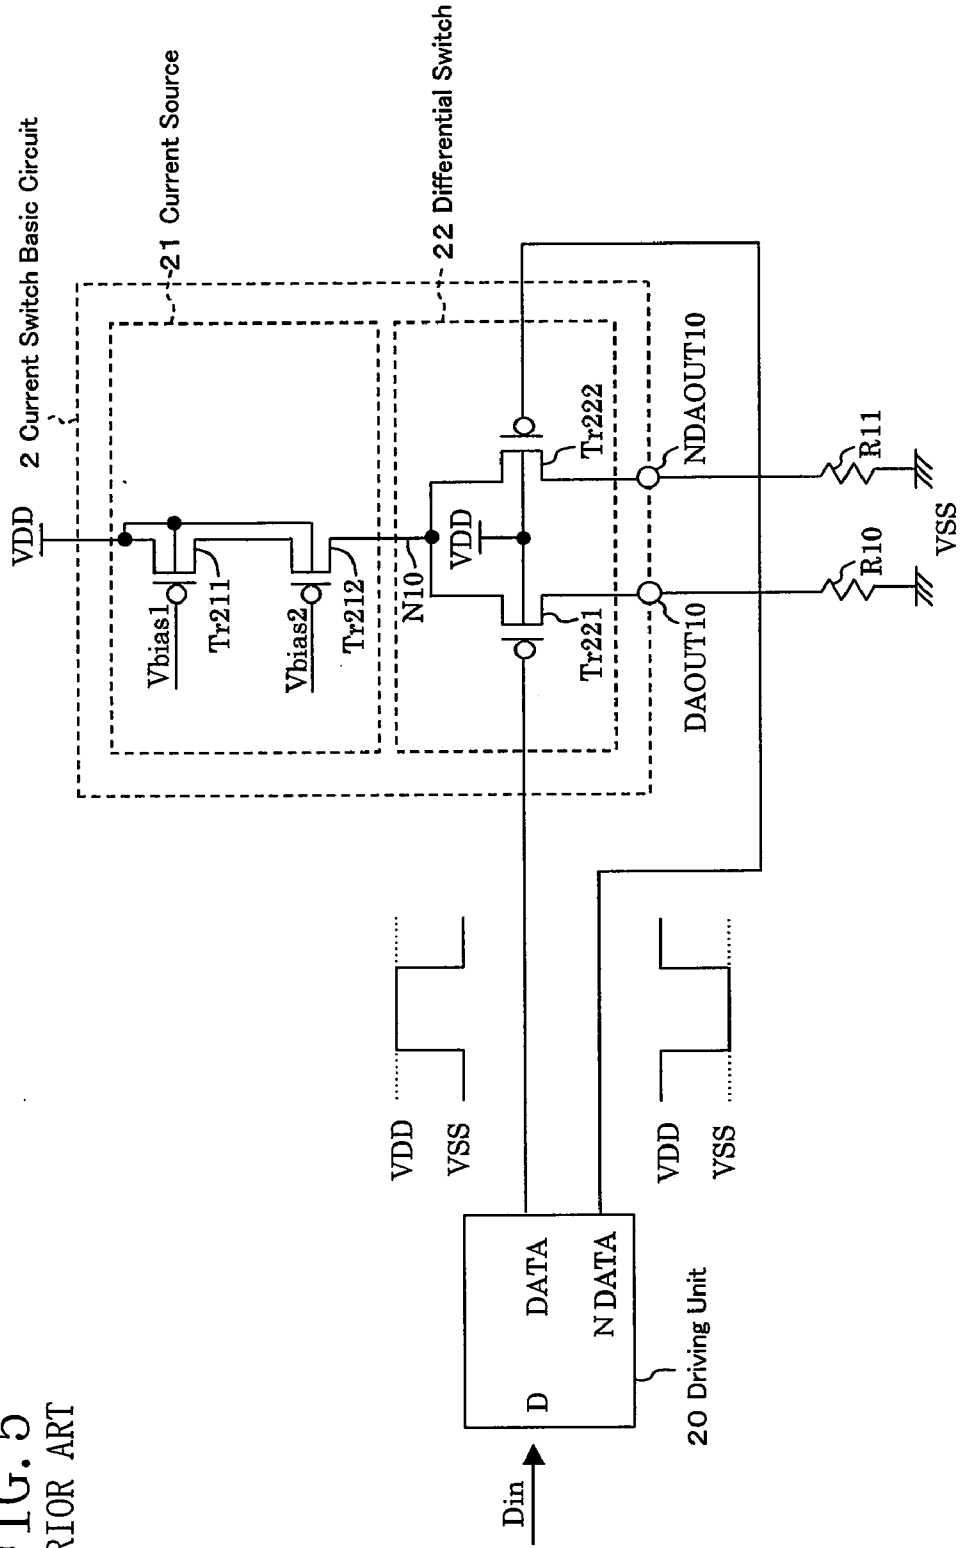 FIG. 5
PRIOR ART
2 Current Switch Basic Circuit
21 Current Source
22 Differential Switch
VDD
Vbias1
Tr211
Vbias2
Tr212
N10
VDD
Tr221
Tr222
DAOUT10
NDAOUT10
R10
R11
VSS
VDD
VSS
VDD
VSS
Din
D
DATA
NDATA
20 Driving Unit